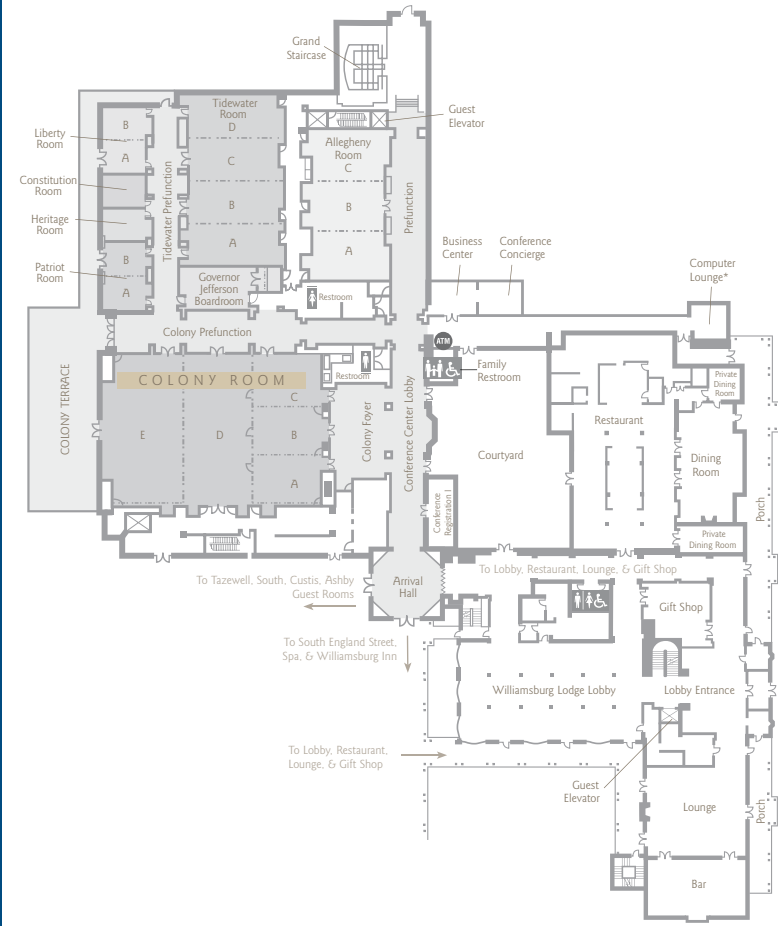 Grand
Staircase
Guest
Elevator
Tidewater
Room
D
C
B
A
Allegheny
Room
C
B
A
Liberty
Room
B
A
Constitution
Room
Heritage
Room
Patriot
Room
B
A
Tidewater Prefunction
Prefunction
Governor
Jefferson
Boardroom
Restroom
Business
Center
Conference
Concierge
Computer
Lounge*
Colony Prefunction
ATM
Family
Restroom
Restroom
COLONY TERRACE
COLONY ROOM
E
D
C
B
A
Colony Foyer
Conference Center Lobby
Conference
Registration I
Courtyard
Restaurant
Private
Dining
Room
Dining
Room
Private
Dining Room
Porch
Arrival
Hall
To Tazewell, South, Custis, Ashby
Guest Rooms
To Lobby, Restaurant, Lounge, & Gift Shop
Gift Shop
To South England Street,
Spa, & Williamsburg Inn
Williamsburg Lodge Lobby
Lobby Entrance
To Lobby, Restaurant,
Lounge, & Gift Shop
Guest
Elevator
Lounge
Porch
Bar